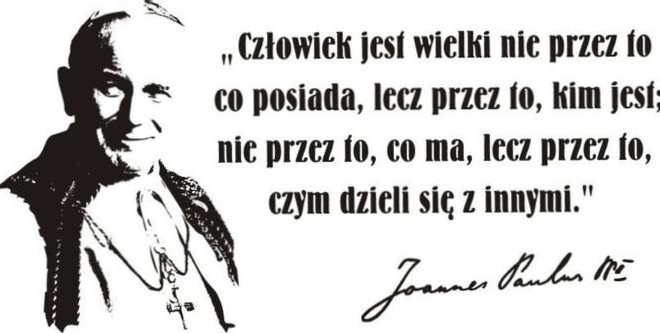 „Człowiek jest wielki nie przez to
co posiada, lecz przez to, kim jest;
nie przez to, co ma, lecz przez to,
czym dzieli się z innymi."
Joannes Paulus PP II